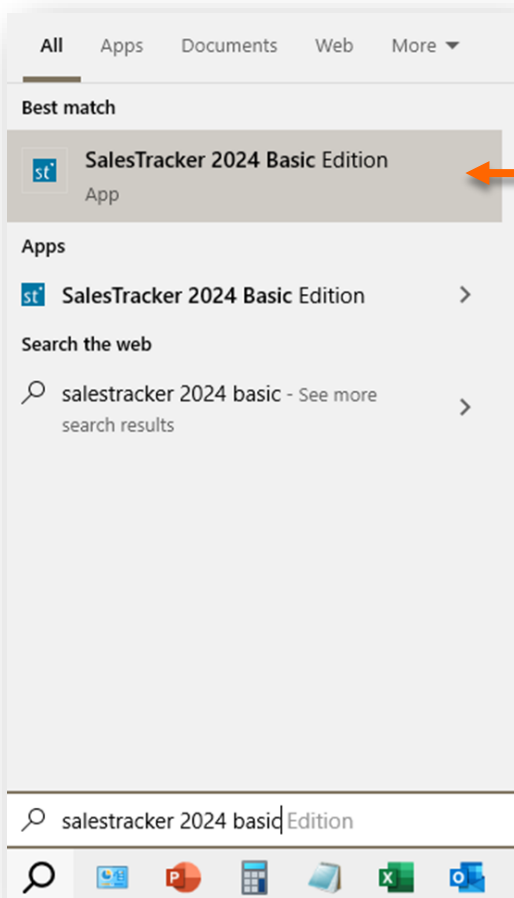 All Apps Documents Web More
Best match
st SalesTracker 2024 Basic Edition
App
Apps
st SalesTracker 2024 Basic Edition
Search the web
salestracker 2024 basic - See more
search results
salestracker 2024 basic Edition
P X O